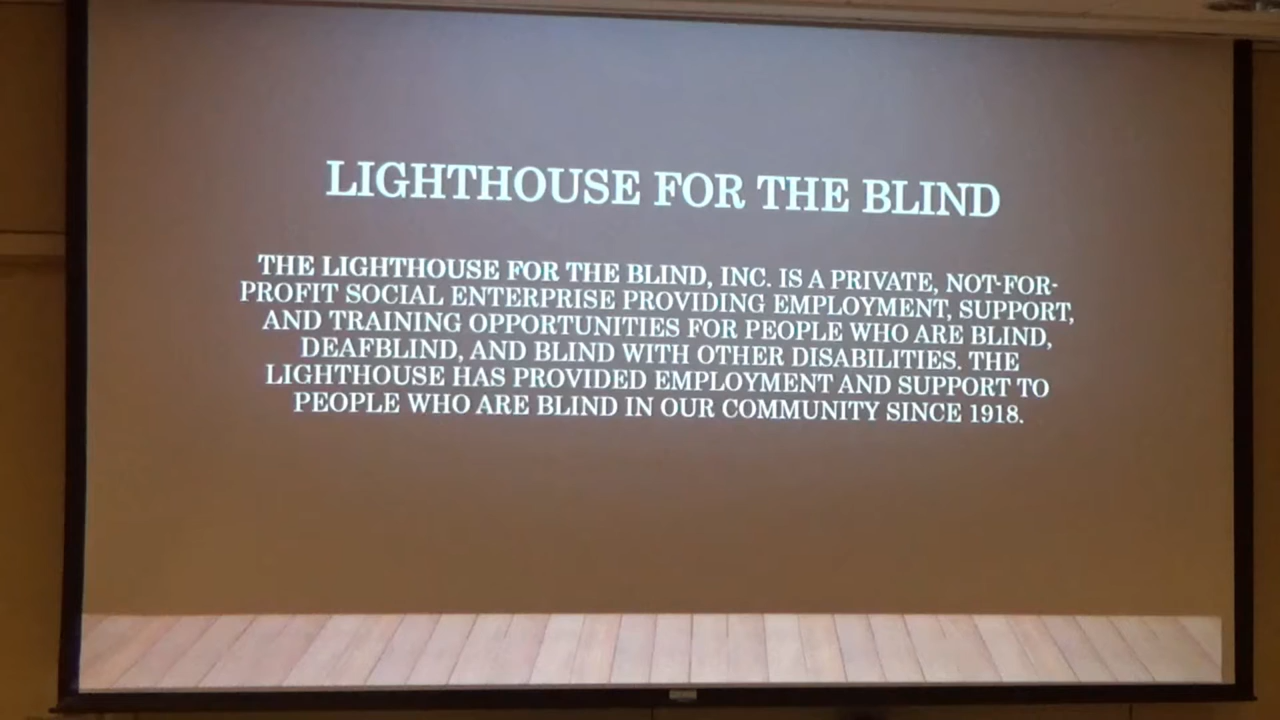 LIGHTHOUSE FOR THE BLIND
THE LIGHTHOUSE FOR THE BLIND, INC. IS A PRIVATE, NOT-FOR-
PROFIT SOCIAL ENTERPRISE PROVIDING EMPLOYMENT, SUPPORT,
AND TRAINING OPPORTUNITIES FOR PEOPLE WHO ARE BLIND,
DEAFBLIND, AND BLIND WITH OTHER DISABILITIES. THE
LIGHTHOUSE HAS PROVIDED EMPLOYMENT AND SUPPORT TO
PEOPLE WHO ARE BLIND IN OUR COMMUNITY SINCE 1918.